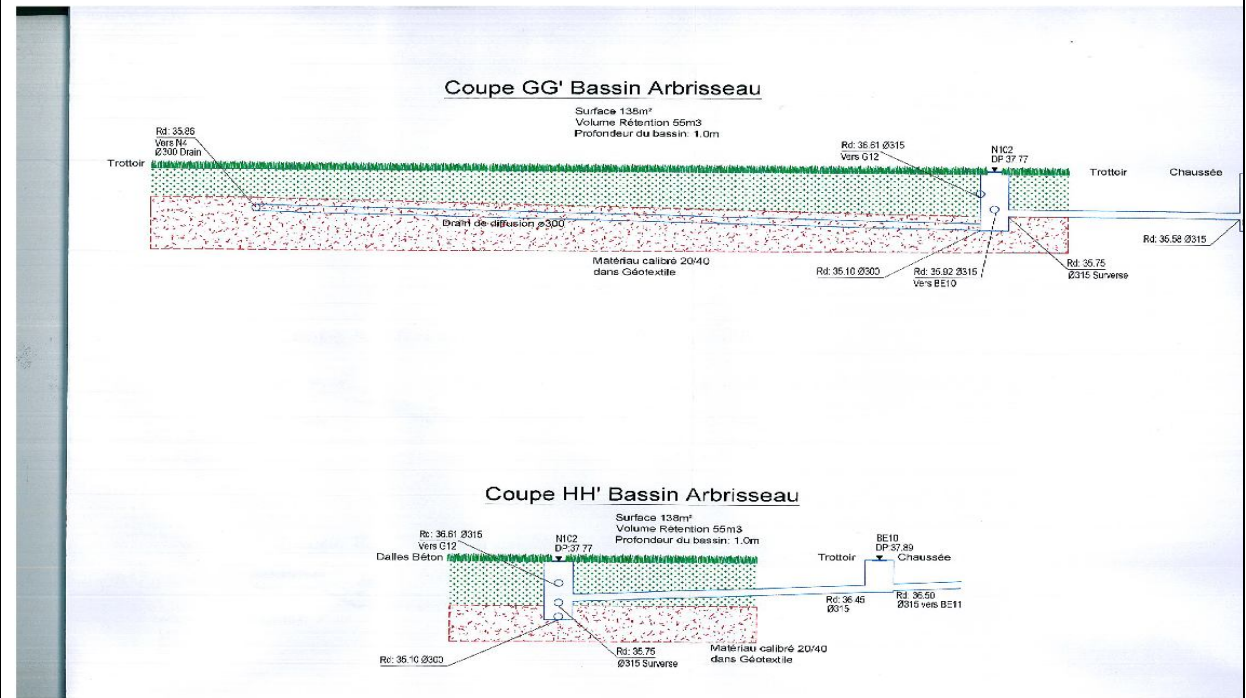 Coupe GG' Bassin Arbrisseau
Surface 138m²
Volume Rétention 55m3
Profondeur du bassin: 1.0m
Rd: 35.86
Vers N4
Ø300 Drain
Trottoir
Rd: 36.61 Ø315
Vers G12
N102
DP:37.77
Trottoir
Chaussée
Drain de diffusion ø300
Matériau calibré 20/40
dans Géotextile
Rd: 35.10 Ø300
Rd: 35.92 Ø315
Vers BE10
Rd: 35.75
Ø315 Surverse
Rd: 35.58 Ø315
Coupe HH' Bassin Arbrisseau
Surface 138m²
Volume Rétention 55m3
Profondeur du bassin: 1.0m
Rd: 36.61 Ø315
Vers G12
N102
DP:37.77
Dalles Béton
Trottoir
BE10
DP:37.89
Chaussée
Rd: 36.45
Ø315
Rd: 36.50
Ø315 vers BE11
Rd: 35.10 Ø300
Rd: 35.75
Ø315 Surverse
Matériau calibré 20/40
dans Géotextile